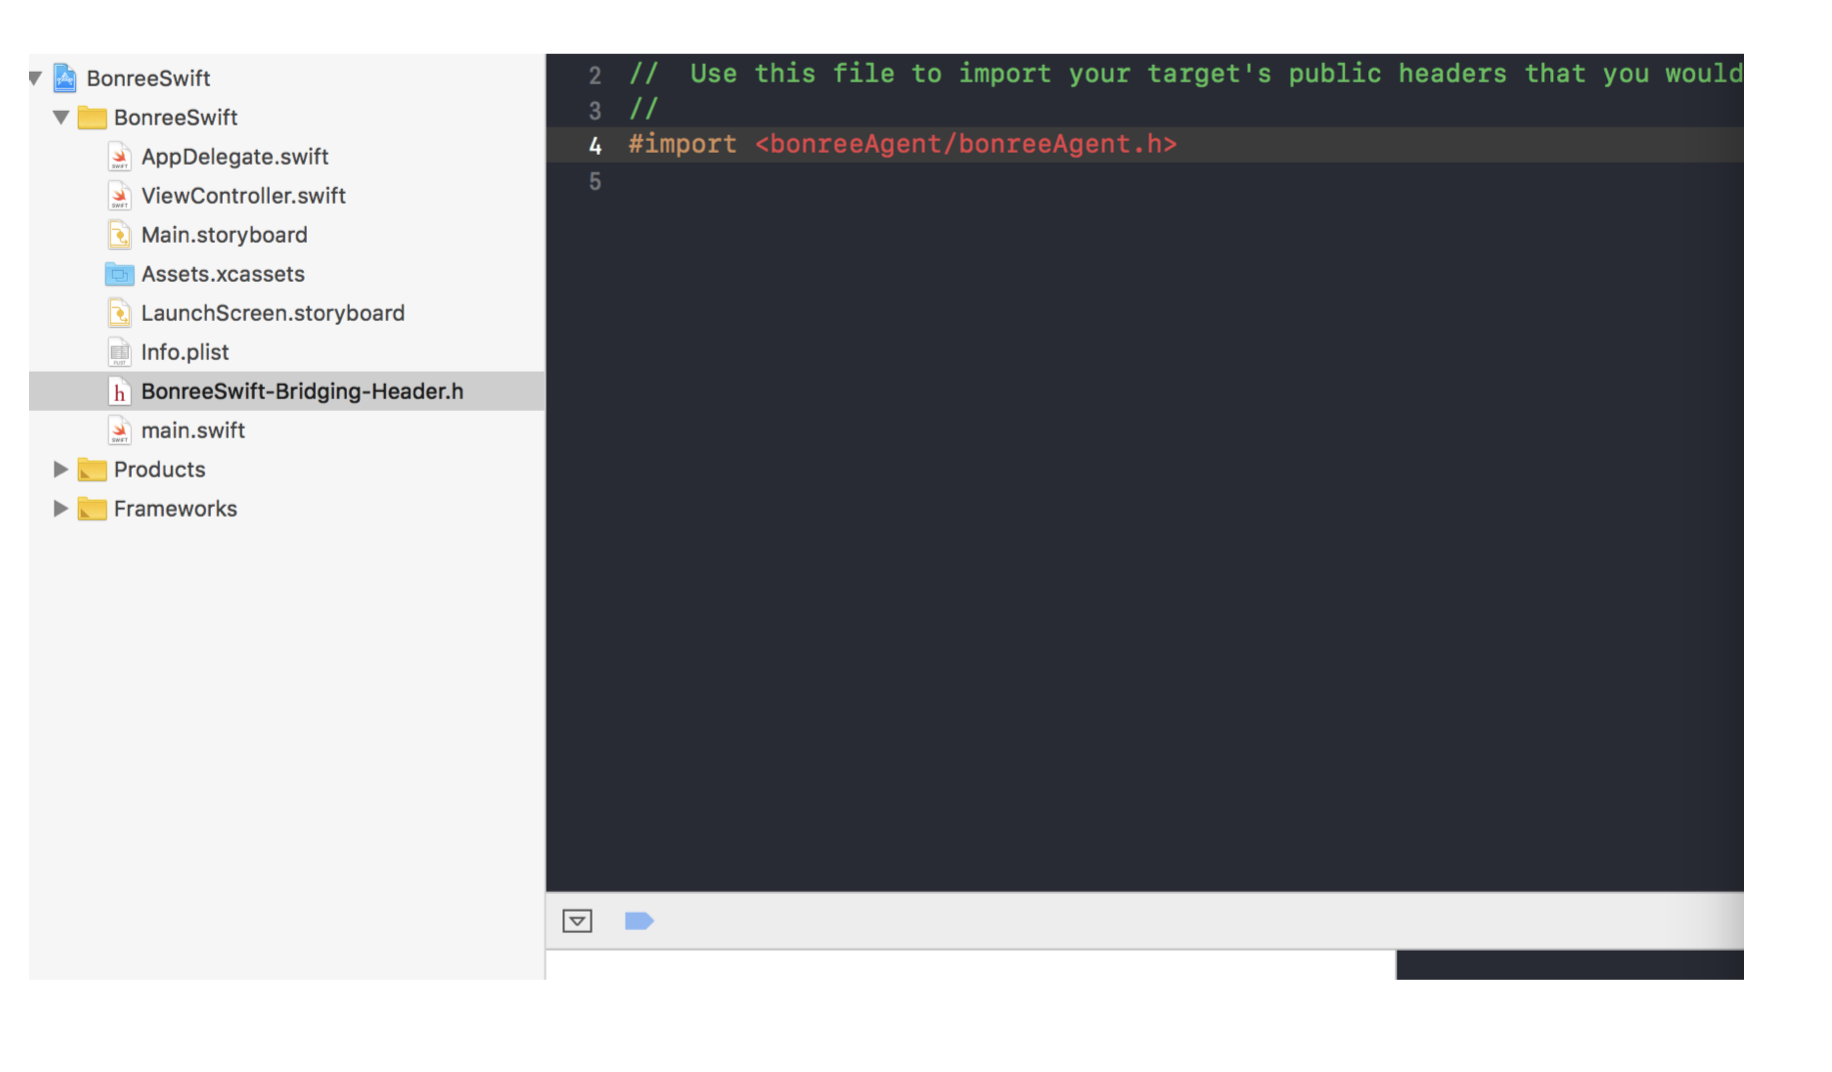 BonreeSwift
BonreeSwift
AppDelegate.swift
ViewController.swift
Main.storyboard
Assets.xcassets
LaunchScreen.storyboard
Info.plist
h BonreeSwift-Bridging-Header.h
main.swift
Products
Frameworks
2 //  Use this file to import your target's public headers that you would
3 //
4 #import <bonreeAgent/bonreeAgent.h>
5